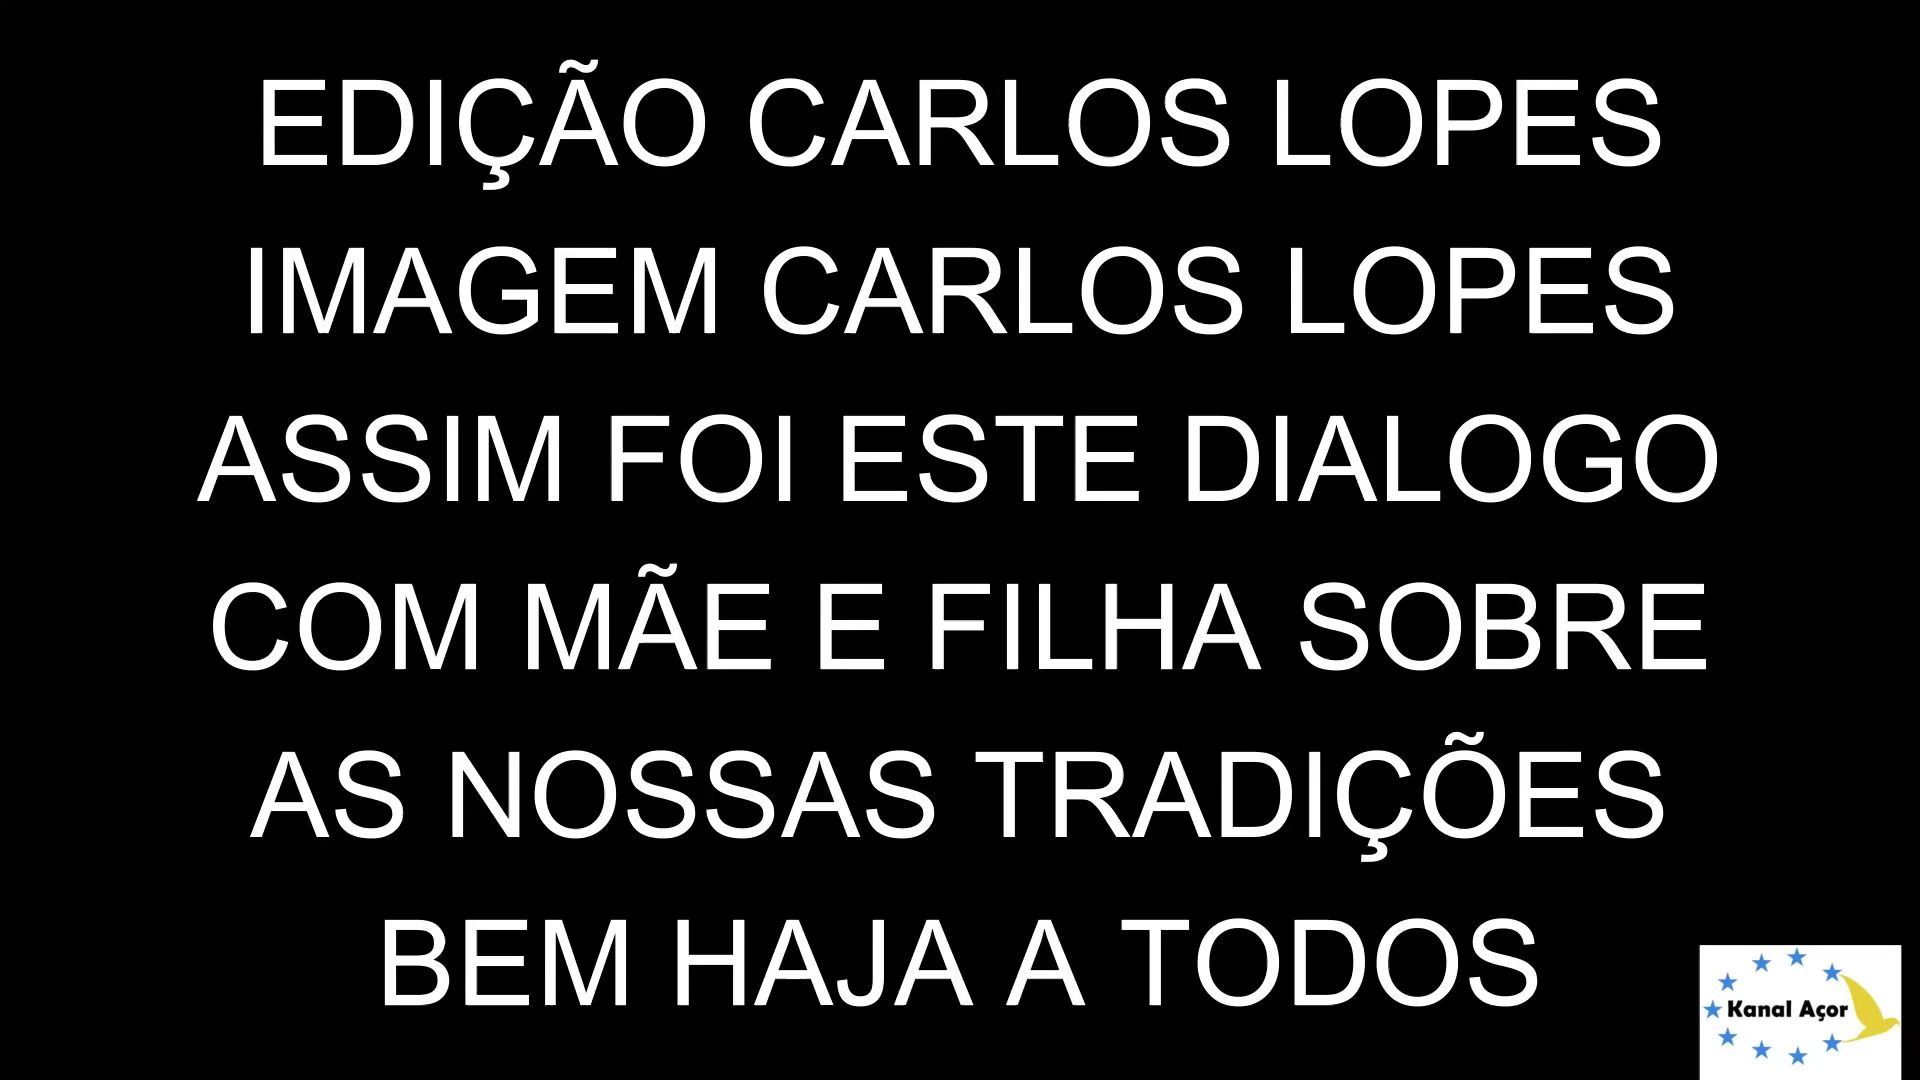 EDIÇÃO CARLOS LOPES
IMAGEM CARLOS LOPES
ASSIM FOI ESTE DIALOGO
COM MÃE E FILHA SOBRE
AS NOSSAS TRADIÇÕES
BEM HAJA A TODOS
Kanal Açor